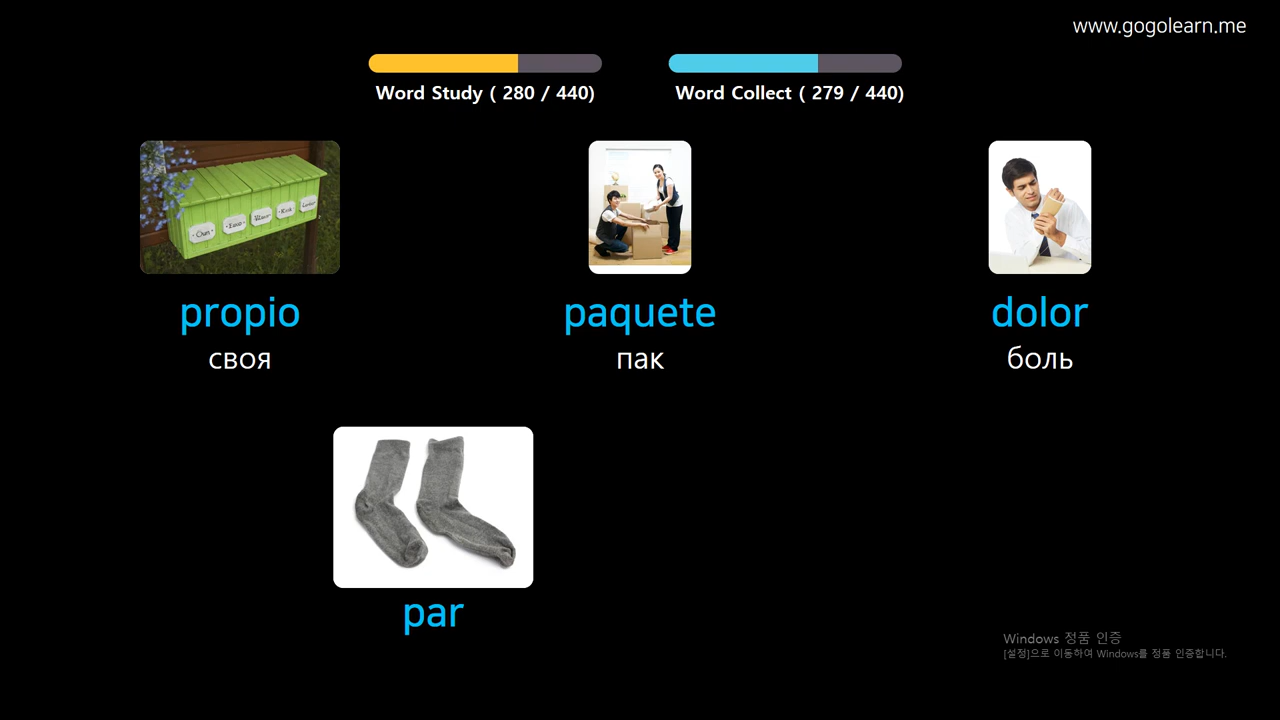 www.gogolearn.me
Word Study ( 280 / 440)
Word Collect ( 279 / 440)
propio
paquete
dolor
своя
пак
боль
par
Windows 정품 인증
[설정]으로 이동하여 Windows를 정품 인증합니다.